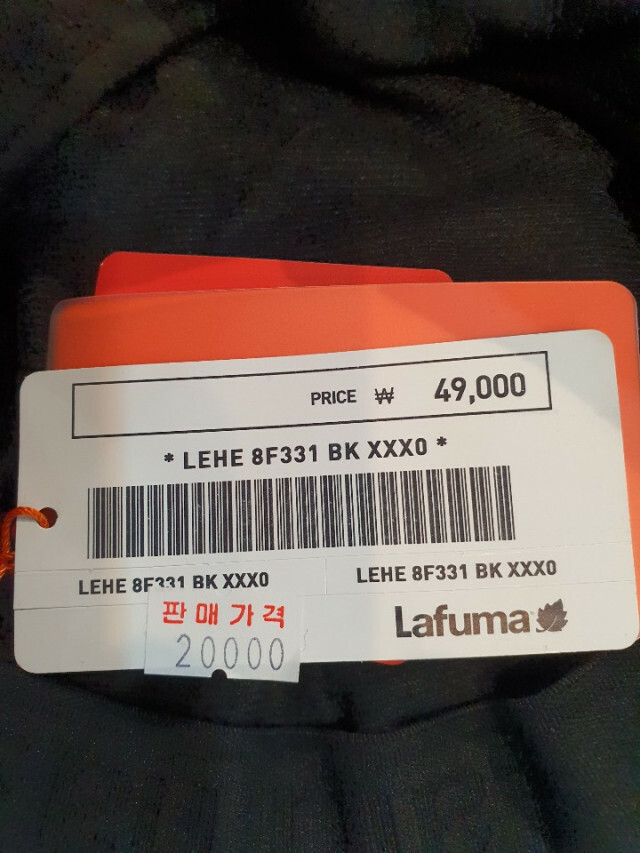 PRICE ₩ 49,000
* LEHE 8F331 BK XXX0 *
LEHE 8F331 BK XXX0
LEHE 8F331 BK XXX0
판매가격
20000
Lafuma